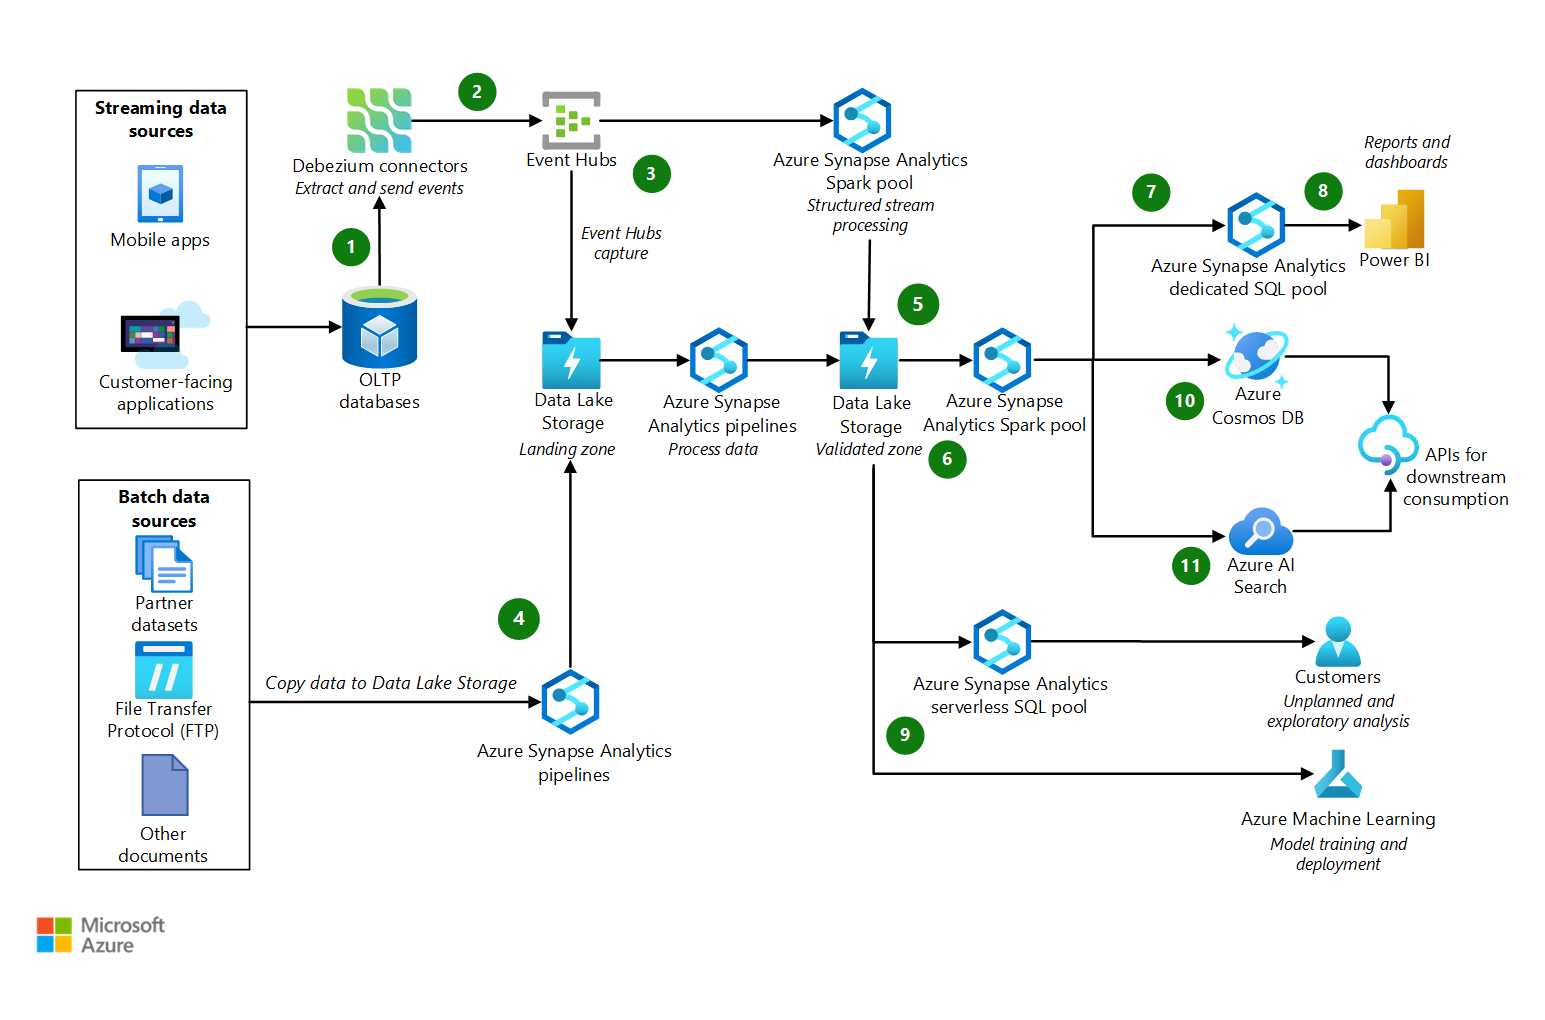 Streaming data
sources
Mobile apps
Customer-facing
applications
1
OLTP
databases
Debezium connectors
Extract and send events
2
Event Hubs
3
Event Hubs
capture
Azure Synapse Analytics
Spark pool
Structured stream
processing
Batch data
sources
Partner
datasets
File Transfer
Protocol (FTP)
Other
documents
Copy data to Data Lake Storage
4
Azure Synapse Analytics
pipelines
Data Lake
Storage
Landing zone
Azure Synapse
Analytics pipelines
Process data
Data Lake
Storage
Validated zone
5
6
Azure Synapse
Analytics Spark pool
7
Azure Synapse Analytics
dedicated SQL pool
8
Reports and
dashboards
Power BI
10
Azure
Cosmos DB
APIs for
downstream
consumption
11
Azure AI
Search
Azure Synapse Analytics
serverless SQL pool
9
Customers
Unplanned and
exploratory analysis
Azure Machine Learning
Model training and
deployment
Microsoft
Azure